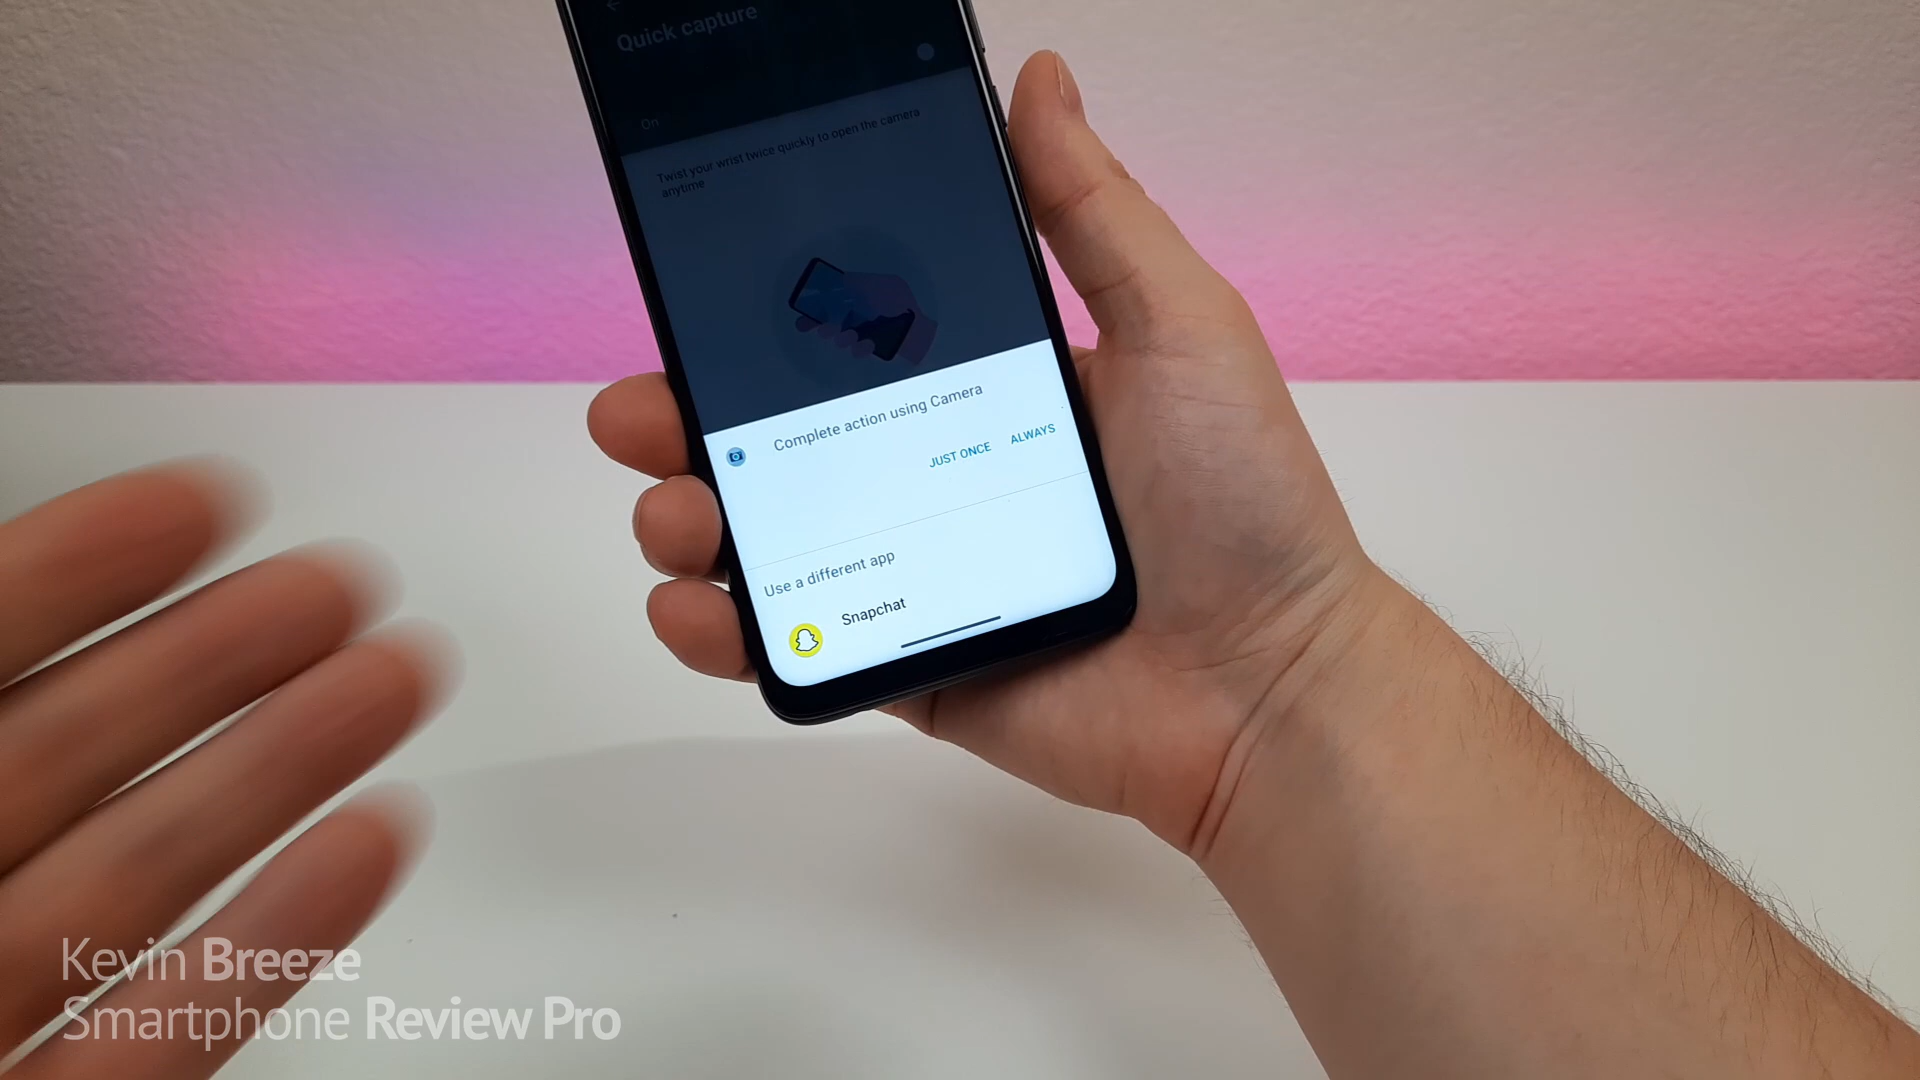 Quick capture
On
Twist your wrist twice quickly to open the camera
anytime
Complete action using Camera
JUST ONCE ALWAYS
Use a different app
Snapchat
Kevin Breeze
Smartphone Review Pro